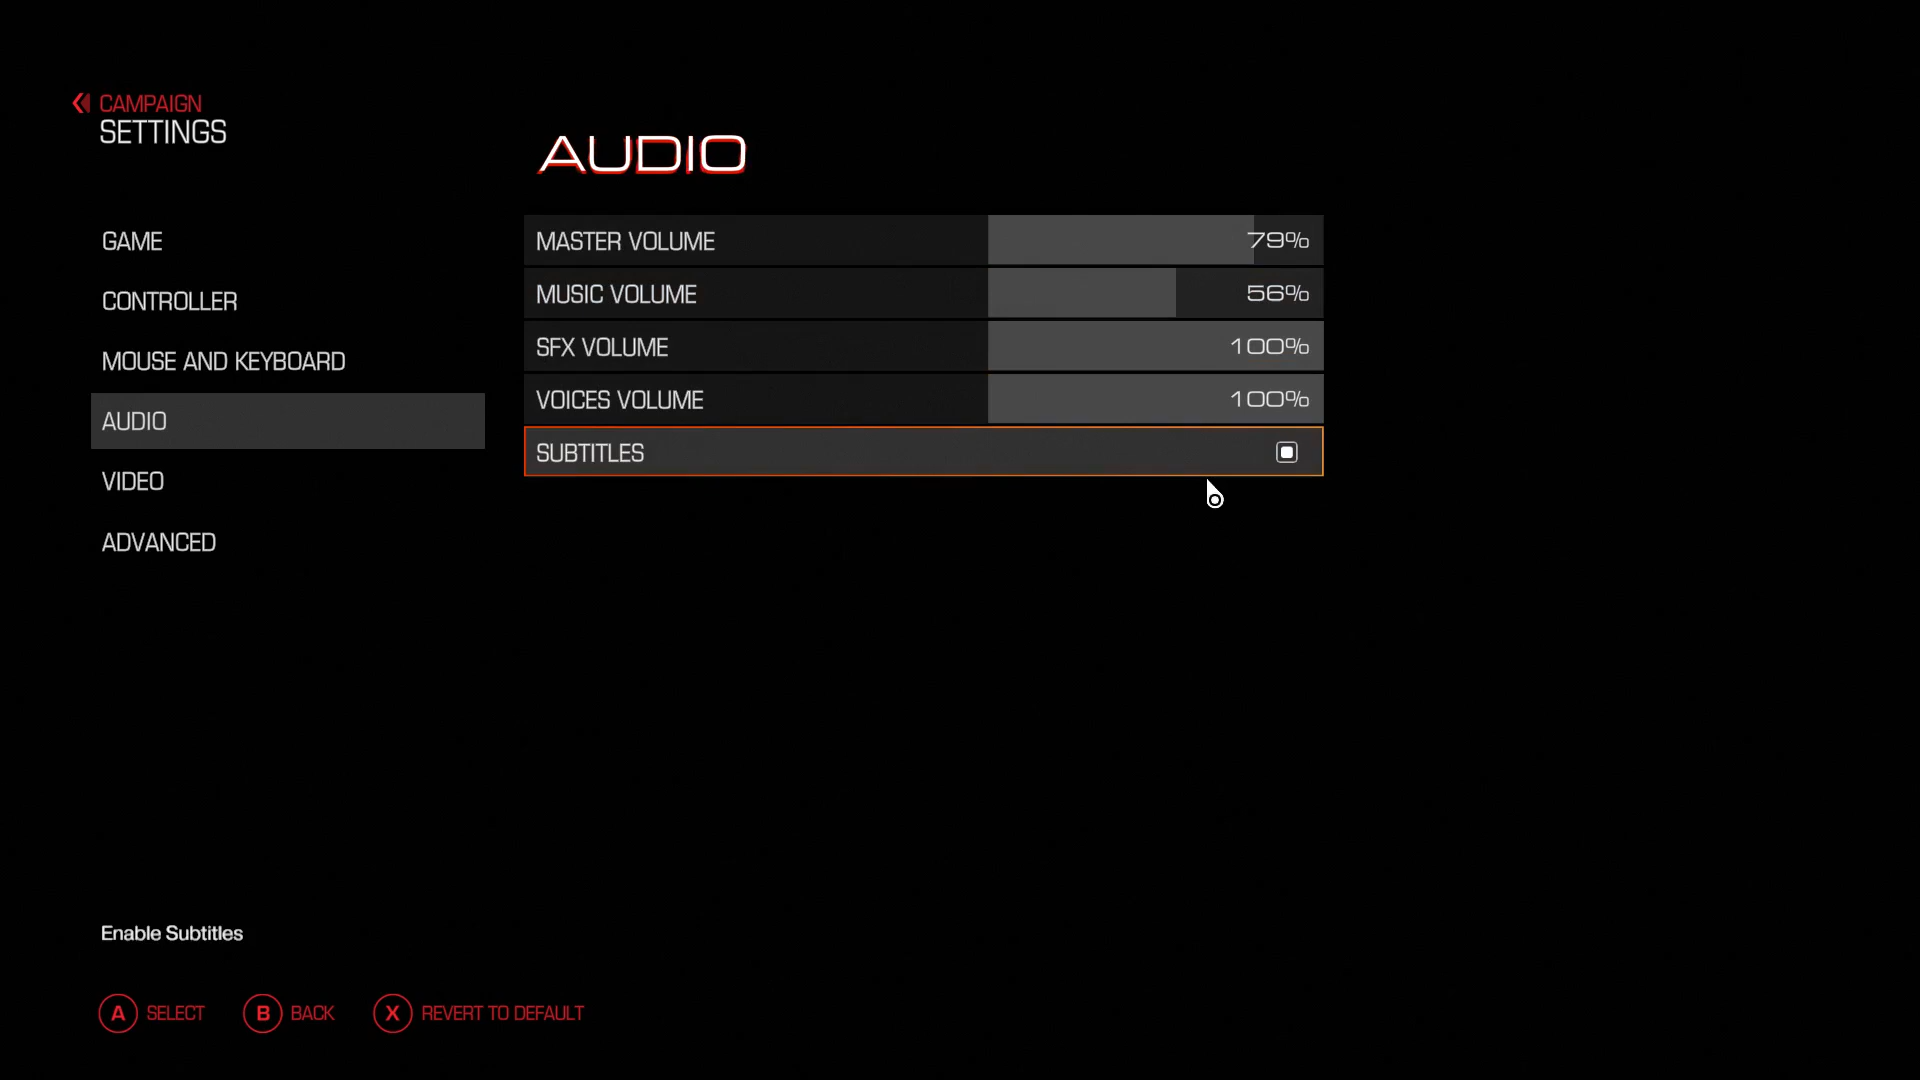 CAMPAIGN
SETTINGS
AUDIO
GAME
CONTROLLER
MOUSE AND KEYBOARD
AUDIO
VIDEO
ADVANCED
MASTER VOLUME 79%
MUSIC VOLUME 56%
SFX VOLUME 100%
VOICES VOLUME 100%
SUBTITLES
Enable Subtitles
A SELECT B BACK X REVERT TO DEFAULT